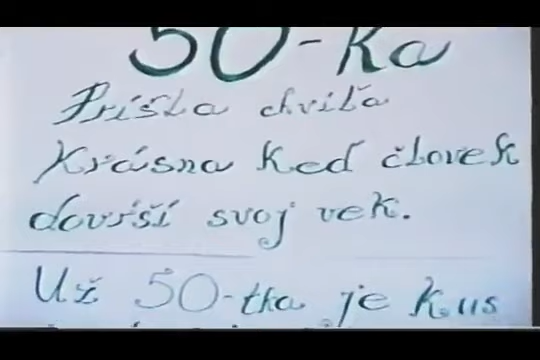 50-ka
Prišla chvíľa
Krásna keď človek
dovŕši svoj vek.
Už 50-tka je kus